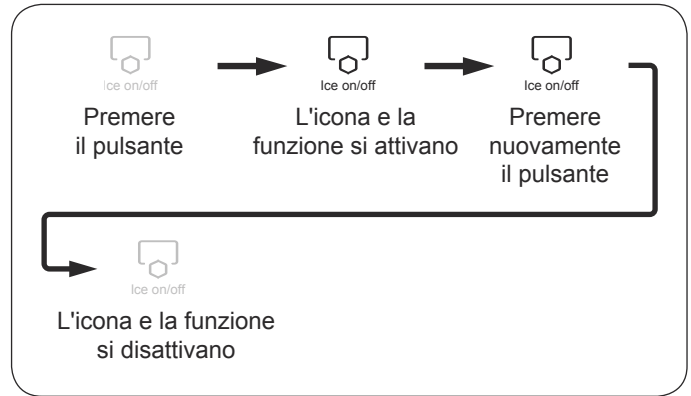 Ice on/off
Ice on/off
Ice on/off
Premere
il pulsante
L'icona e la
funzione si attivano
Premere
nuovamente
il pulsante
Ice on/off
L'icona e la funzione
si disattivano